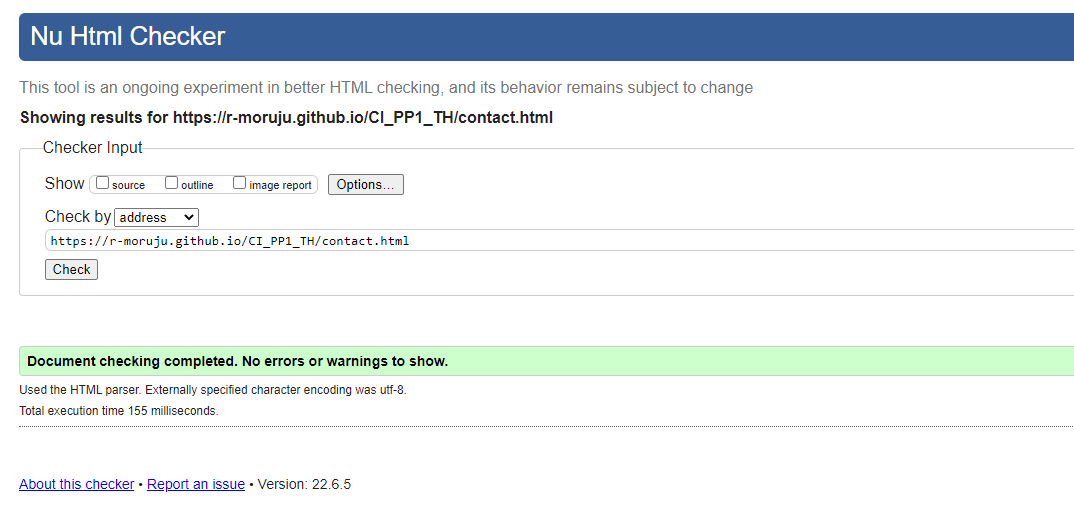 Nu Html Checker
This tool is an ongoing experiment in better HTML checking, and its behavior remains subject to change
Showing results for https://r-moruju.github.io/CI_PP1_TH/contact.html
Checker Input
Show source outline image report Options...
Check by address
https://r-moruju.github.io/CI_PP1_TH/contact.html
Check
Document checking completed. No errors or warnings to show.
Used the HTML parser. Externally specified character encoding was utf-8.
Total execution time 155 milliseconds.
About this checker • Report an issue • Version: 22.6.5